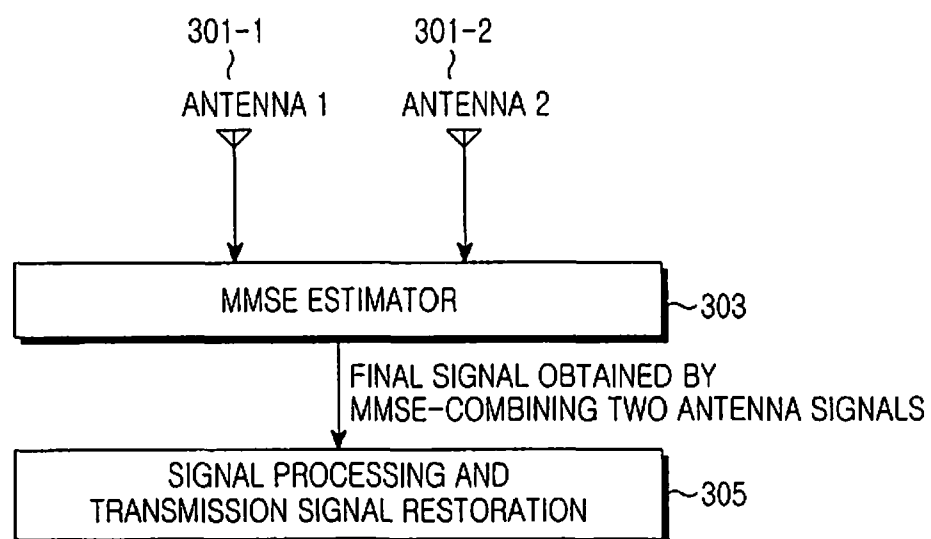 301-1
301-2
ANTENNA 1
ANTENNA 2
MMSE ESTIMATOR
303
FINAL SIGNAL OBTAINED BY
MMSE-COMBINING TWO ANTENNA SIGNALS
SIGNAL PROCESSING AND
TRANSMISSION SIGNAL RESTORATION
305